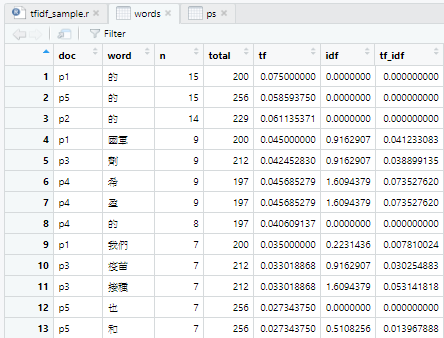 tfidf_sample.r words ps
Filter
doc word n total tf idf tf_idf
1 p1 的 15 200 0.075000000 0.0000000 0.000000000
2 p5 的 15 256 0.058593750 0.0000000 0.000000000
3 p2 的 14 229 0.061135371 0.0000000 0.000000000
4 p1 國軍 9 200 0.045000000 0.9162907 0.041233083
5 p3 劑 9 212 0.042452830 0.9162907 0.038899135
6 p4 希 9 197 0.045685279 1.6094379 0.073527620
7 p4 盈 9 197 0.045685279 1.6094379 0.073527620
8 p4 的 8 197 0.040609137 0.0000000 0.000000000
9 p1 我們 7 200 0.035000000 0.2231436 0.007810024
10 p3 疫苗 7 212 0.033018868 0.9162907 0.030254883
11 p3 接種 7 212 0.033018868 1.6094379 0.053141818
12 p5 也 7 256 0.027343750 0.0000000 0.000000000
13 p5 和 7 256 0.027343750 0.5108256 0.013967888